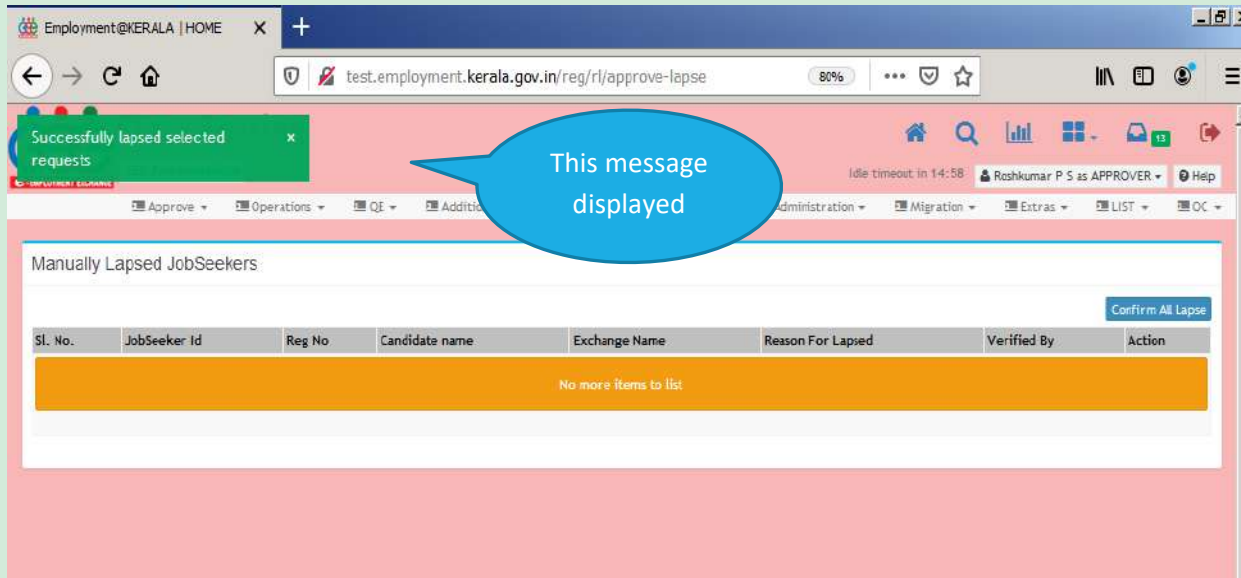 Employment@KERALA | HOME
test.employment.kerala.gov.in/reg/rl/approve-lapse
80%
Successfully lapsed selected
requests
x
This message
displayed
13
Idle timeout in 14:58
Roshkumar P S as APPROVER
Help
Approve
Operations
QE
Additi
dministration
Migration
Extras
LIST
OC
Manually Lapsed JobSeekers
Confirm All Lapse
Sl. No. JobSeeker Id Reg No Candidate name Exchange Name Reason For Lapsed Verified By Action
No more items to list